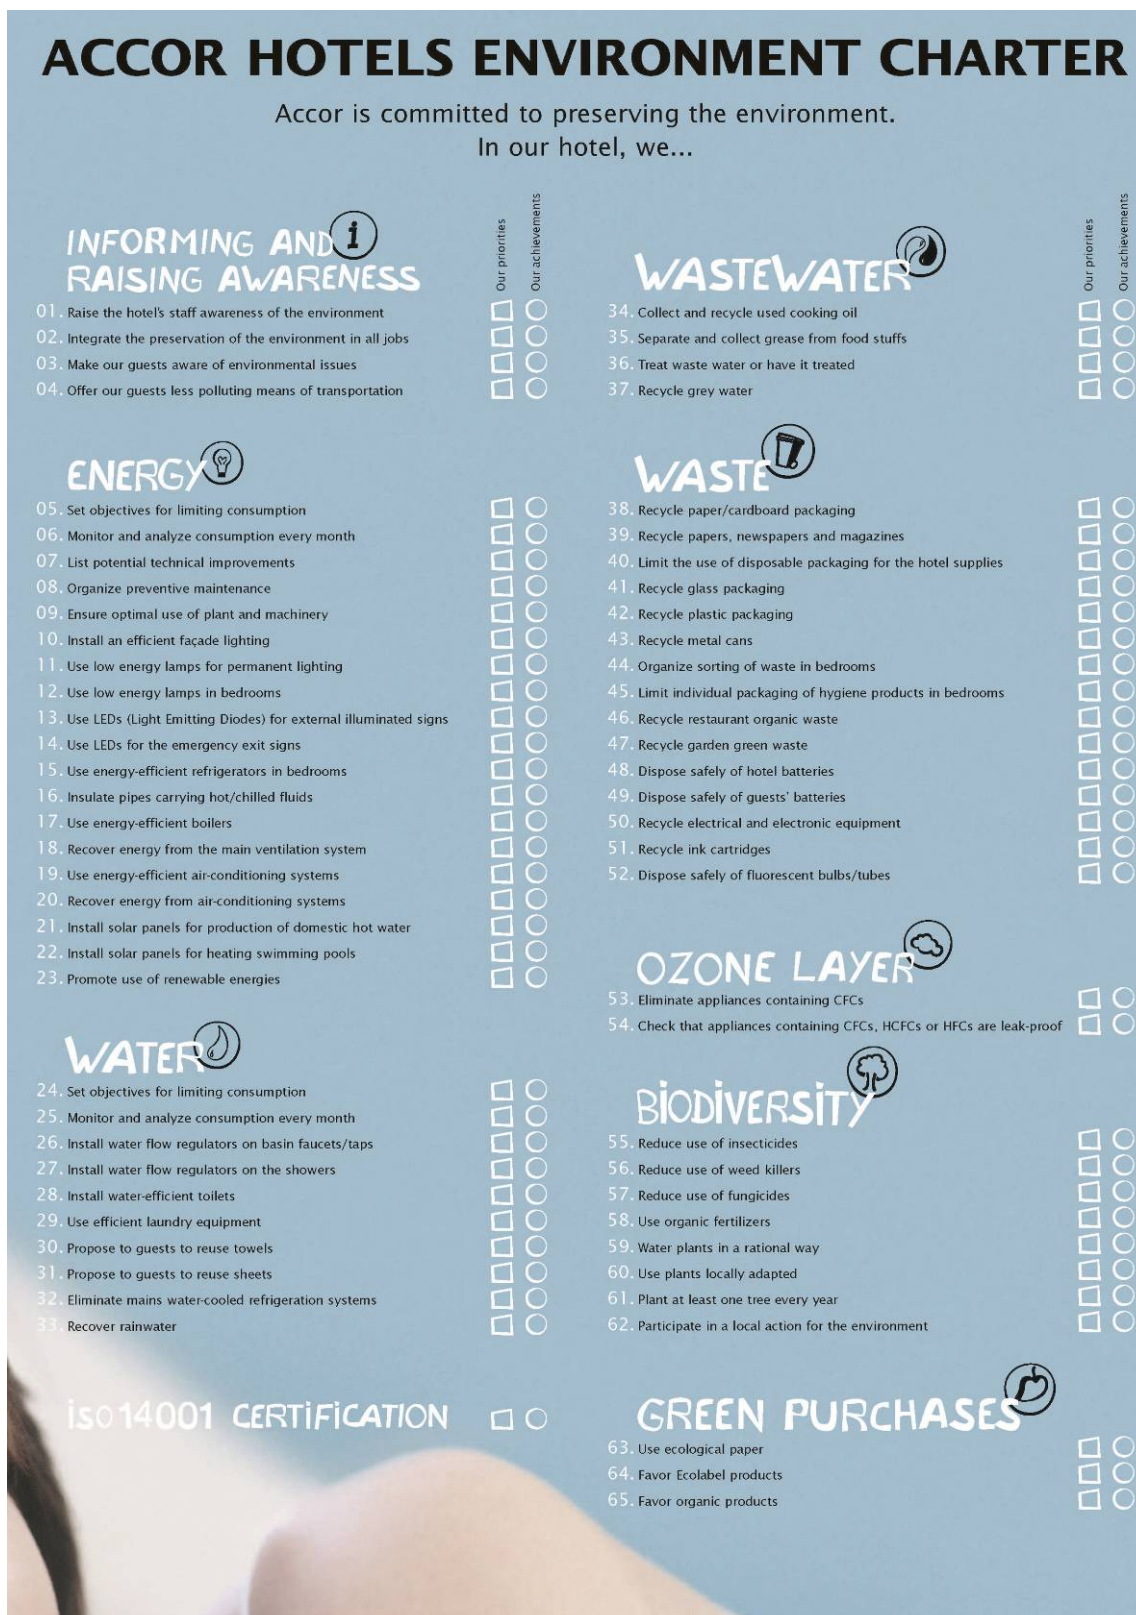 ACCOR HOTELS ENVIRONMENT CHARTER
Accor is committed to preserving the environment.
In our hotel, we...
INFORMING AND
RAISING AWARENESS
Our priorities
Our achievements
01. Raise the hotel's staff awareness of the environment
02. Integrate the preservation of the environment in all jobs
03. Make our guests aware of environmental issues
04. Offer our guests less polluting means of transportation
ENERGY
05. Set objectives for limiting consumption
06. Monitor and analyze consumption every month
07. List potential technical improvements
08. Organize preventive maintenance
09. Ensure optimal use of plant and machinery
10. Install an efficient façade lighting
11. Use low energy lamps for permanent lighting
12. Use low energy lamps in bedrooms
13. Use LEDs (Light Emitting Diodes) for external illuminated signs
14. Use LEDs for the emergency exit signs
15. Use energy-efficient refrigerators in bedrooms
16. Insulate pipes carrying hot/chilled fluids
17. Use energy-efficient boilers
18. Recover energy from the main ventilation system
19. Use energy-efficient air-conditioning systems
20. Recover energy from air-conditioning systems
21. Install solar panels for production of domestic hot water
22. Install solar panels for heating swimming pools
23. Promote use of renewable energies
WATER
24. Set objectives for limiting consumption
25. Monitor and analyze consumption every month
26. Install water flow regulators on basin faucets/taps
27. Install water flow regulators on the showers
28. Install water-efficient toilets
29. Use efficient laundry equipment
30. Propose to guests to reuse towels
31. Propose to guests to reuse sheets
32. Eliminate mains water-cooled refrigeration systems
33. Recover rainwater
iso 14001 CERTiFiCATION
WASTEWATER
Our priorities
Our achievements
34. Collect and recycle used cooking oil
35. Separate and collect grease from food stuffs
36. Treat waste water or have it treated
37. Recycle grey water
WASTE
38. Recycle paper/cardboard packaging
39. Recycle papers, newspapers and magazines
40. Limit the use of disposable packaging for the hotel supplies
41. Recycle glass packaging
42. Recycle plastic packaging
43. Recycle metal cans
44. Organize sorting of waste in bedrooms
45. Limit individual packaging of hygiene products in bedrooms
46. Recycle restaurant organic waste
47. Recycle garden green waste
48. Dispose safely of hotel batteries
49. Dispose safely of guests' batteries
50. Recycle electrical and electronic equipment
51. Recycle ink cartridges
52. Dispose safely of fluorescent bulbs/tubes
OZONE LAYER
53. Eliminate appliances containing CFCs
54. Check that appliances containing CFCs, HCFCs or HFCs are leak-proof
BiODiVERSiTY
55. Reduce use of insecticides
56. Reduce use of weed killers
57. Reduce use of fungicides
58. Use organic fertilizers
59. Water plants in a rational way
60. Use plants locally adapted
61. Plant at least one tree every year
62. Participate in a local action for the environment
GREEN PURCHASES
63. Use ecological paper
64. Favor Ecolabel products
65. Favor organic products